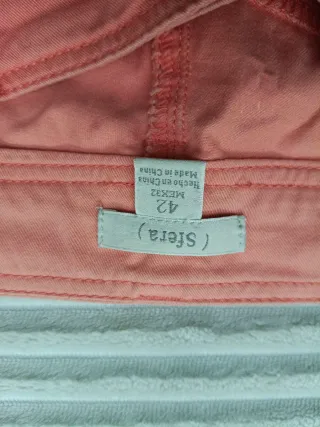 ( Sfera )
42
MEX32
Hecho en China
Made in China